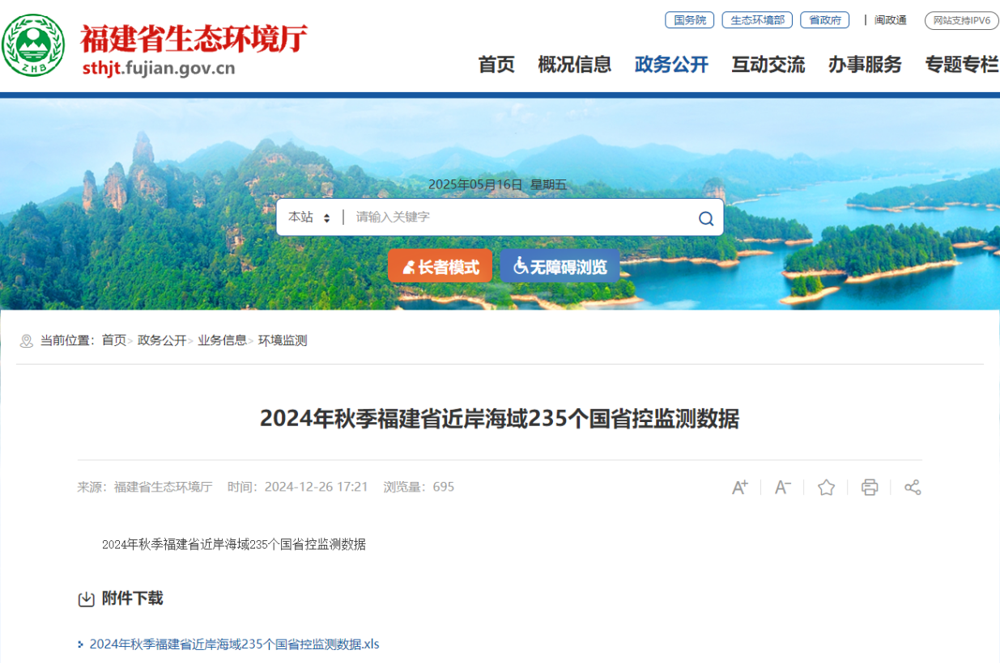 国务院 生态环境部 省政府 | 闽政通 网站支持IPV6
福建省生态环境厅
sthjt.fujian.gov.cn
ZHB
首页 概况信息 政务公开 互动交流 办事服务 专题专栏
2025年05月16日 星期五
本站 | 请输入关键字
长者模式 无障碍浏览
当前位置：首页> 政务公开> 业务信息> 环境监测
2024年秋季福建省近岸海域235个国省控监测数据
来源：福建省生态环境厅 时间：2024-12-26 17:21 浏览量：695
A+ A-
2024年秋季福建省近岸海域235个国省控监测数据
附件下载
2024年秋季福建省近岸海域235个国省控监测数据.xls